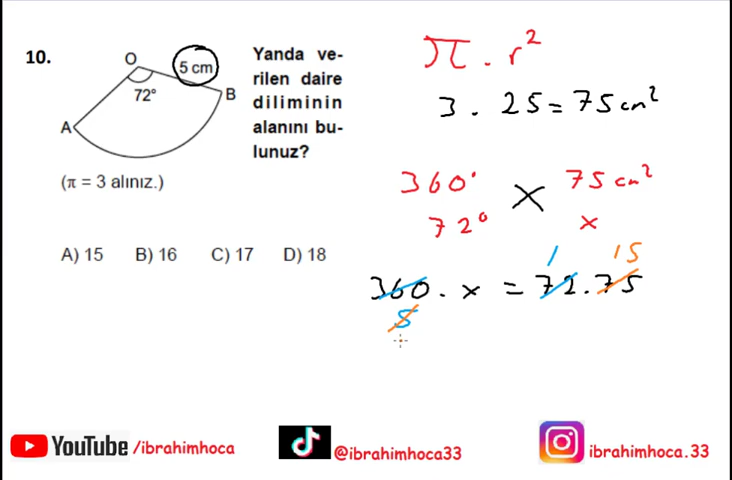 10.
O
5 cm
72°
B
A
Yanda ve-
rilen daire
diliminin
alanını bu-
lunuz?
(π = 3 alınız.)
A) 15 B) 16 C) 17 D) 18
π . r²
3 . 25 = 75 cm²
360° 75 cm²
72° x
1 15
360 . x = 72 . 75
5
YouTube /ibrahimhoca
@ibrahimhoca33
ibrahimhoca.33